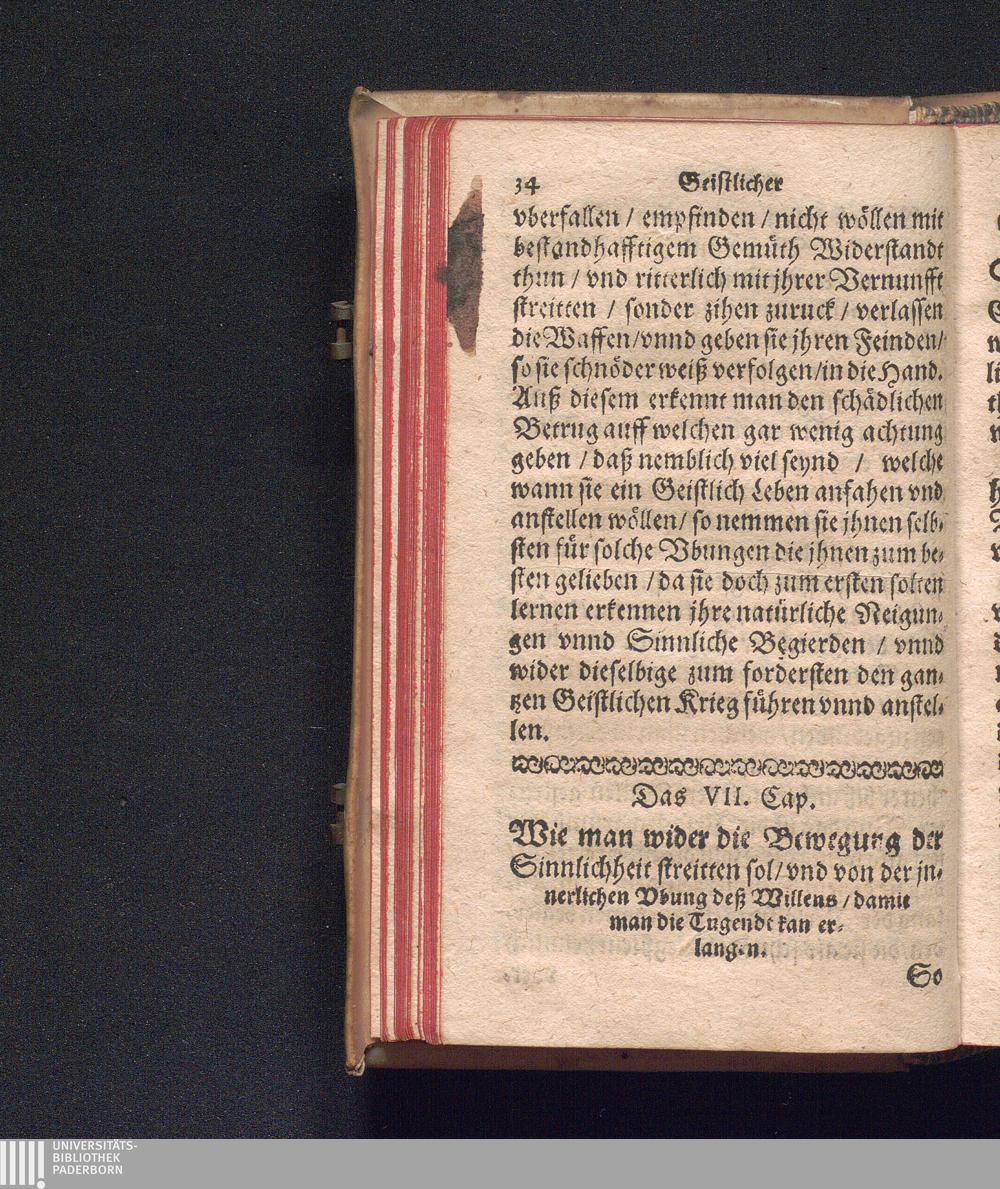 34 Geistlicher
vberfallen / empfinden / nicht wöllen mit
bestandhafftigem Gemüth Widerstandt
thun / vnd ritterlich mit jhrer Vernunfft
streitten / sonder zihen zuruck / verlassen
die Waffen / vnnd geben sie jhren Feinden /
so sie schnöder weiß verfolgen / in die Hand.
Auß diesem erkennt man den schädlichen
Betrug auff welchen gar wenig achtung
geben / daß nemblich viel seynd / welche
wann sie ein Geistlich Leben anfahen vnd
anstellen wöllen / so nemmen sie jhnen selb-
sten für solche Vbungen die jhnen zum be-
sten gelieben / da sie doch zum ersten solten
lernen erkennen jhre natürliche Neigun-
gen vnnd Sinnliche Begierden / vnnd
wider dieselbige zum fordersten den gan-
tzen Geistlichen Krieg führen vnnd anstel-
len.
Das VII. Cap.
Wie man wider die Bewegung der
Sinnlichheit streitten sol / vnd von der jn-
nerlichen Vbung deß Willens / damit
man die Tugendt kan er-
langen.
So
UNIVERSITÄTS-
BIBLIOTHEK
PADERBORN